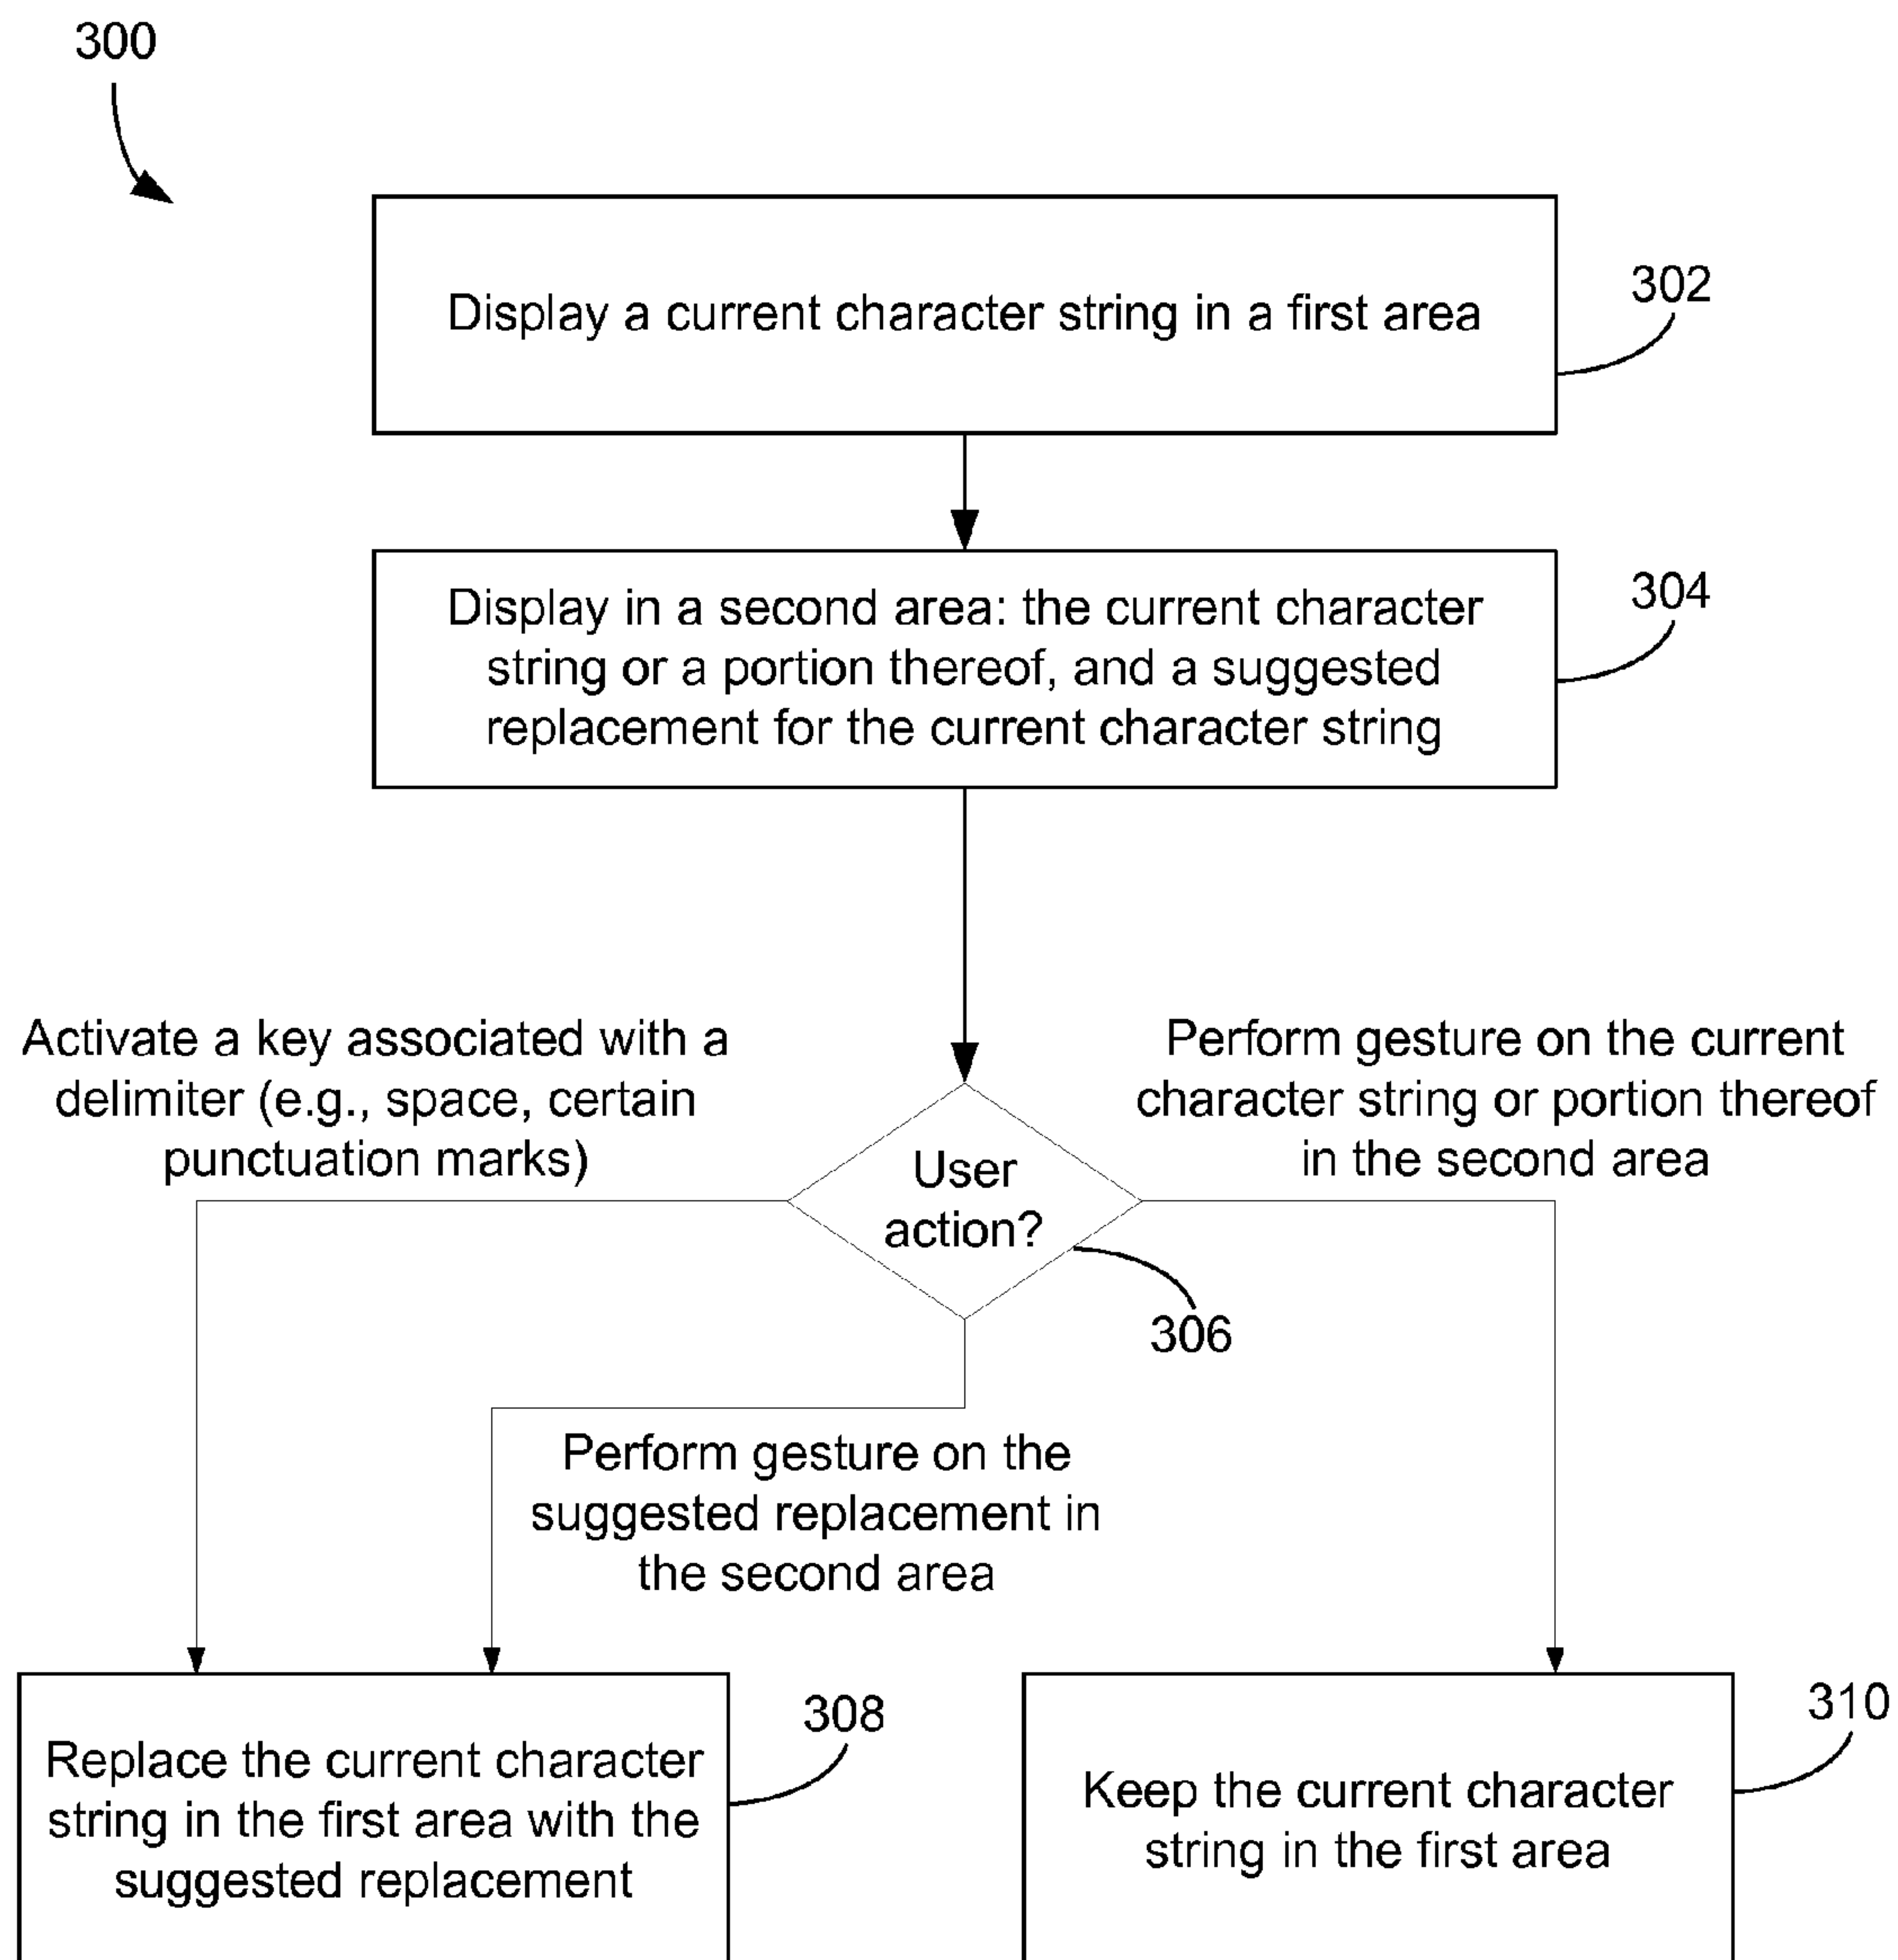 300
Display a current character string in a first area
302
Display in a second area: the current character
string or a portion thereof, and a suggested
replacement for the current character string
304
Activate a key associated with a
delimiter (e.g., space, certain
punctuation marks)
Perform gesture on the current
character string or portion thereof
in the second area
User
action?
306
Perform gesture on the
suggested replacement in
the second area
Replace the current character
string in the first area with the
suggested replacement
308
Keep the current character
string in the first area
310